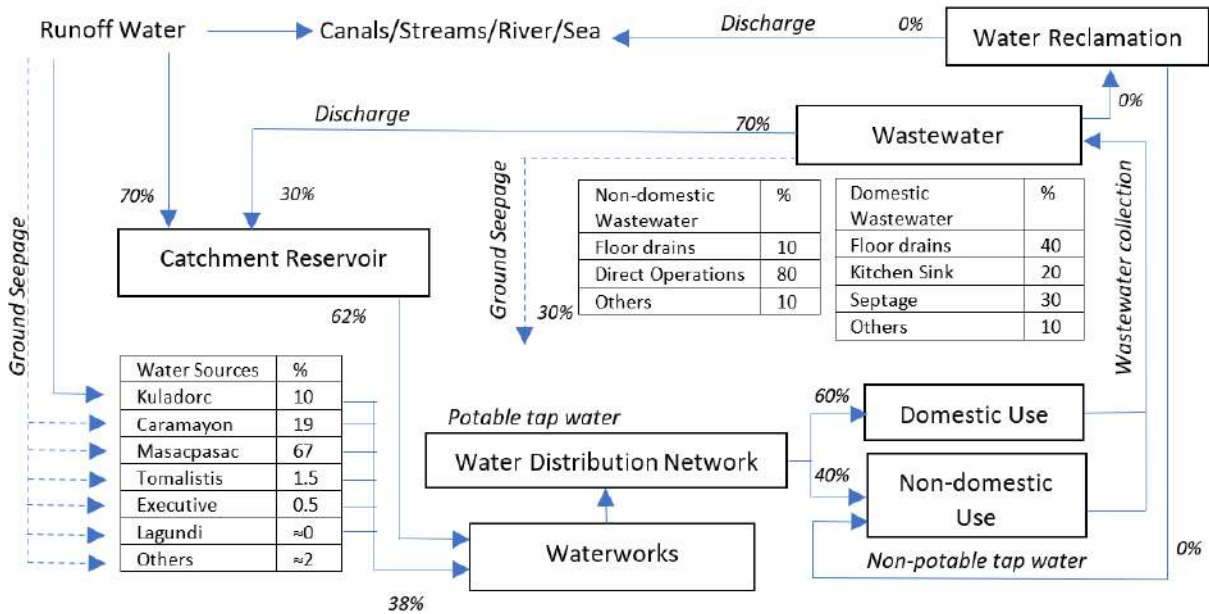 Runoff Water
Canals/Streams/River/Sea
Discharge
0%
Water Reclamation
0%
Discharge
70%
Wastewater
70%
30%
Catchment Reservoir
62%
Ground Seepage
Ground Seepage
30%
Non-domestic Wastewater %
Floor drains 10
Direct Operations 80
Others 10
Domestic Wastewater %
Floor drains 40
Kitchen Sink 20
Septage 30
Others 10
Wastewater collection
Water Sources %
Kuladorc 10
Caramayon 19
Masacpasac 67
Tomalistis 1.5
Executive 0.5
Lagundi ≈0
Others ≈2
Potable tap water
Water Distribution Network
60%
Domestic Use
40%
Non-domestic
Use
Waterworks
38%
Non-potable tap water
0%